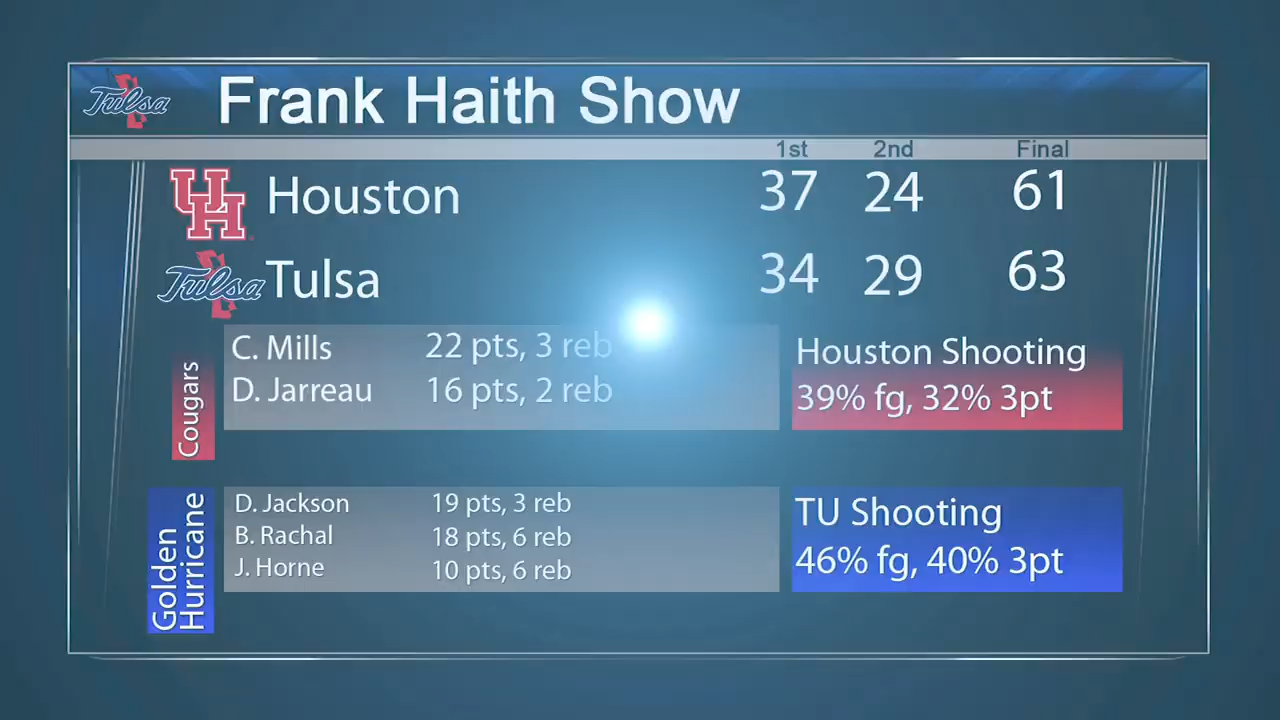 Tulsa Frank Haith Show
1st 2nd Final
UH Houston 37 24 61
Tulsa Tulsa 34 29 63
Cougars
C. Mills 22 pts, 3 reb
D. Jarreau 16 pts, 2 reb
Houston Shooting
39% fg, 32% 3pt
Golden
Hurricane
D. Jackson 19 pts, 3 reb
B. Rachal 18 pts, 6 reb
J. Horne 10 pts, 6 reb
TU Shooting
46% fg, 40% 3pt